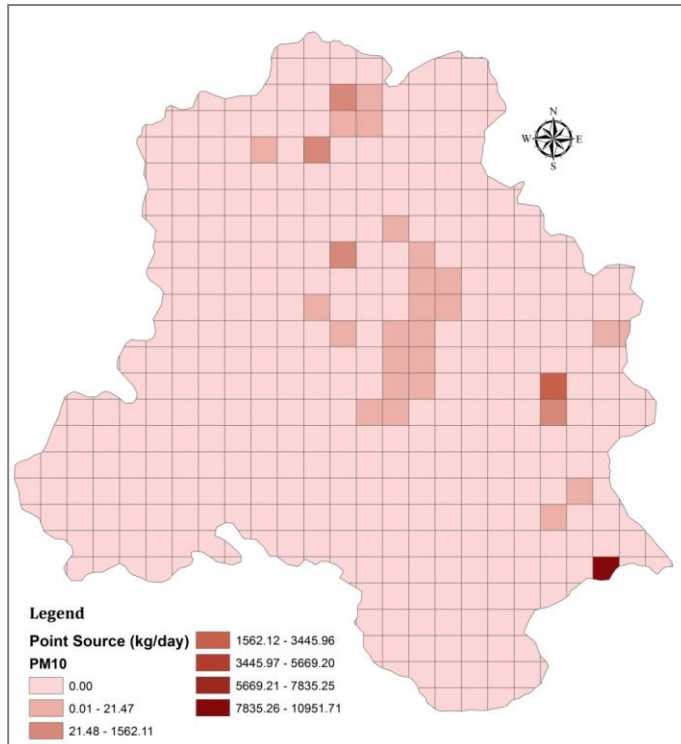 N
W E
S
Legend
Point Source (kg/day)
PM10
0.00
0.01 - 21.47
21.48 - 1562.11
1562.12 - 3445.96
3445.97 - 5669.20
5669.21 - 7835.25
7835.26 - 10951.71